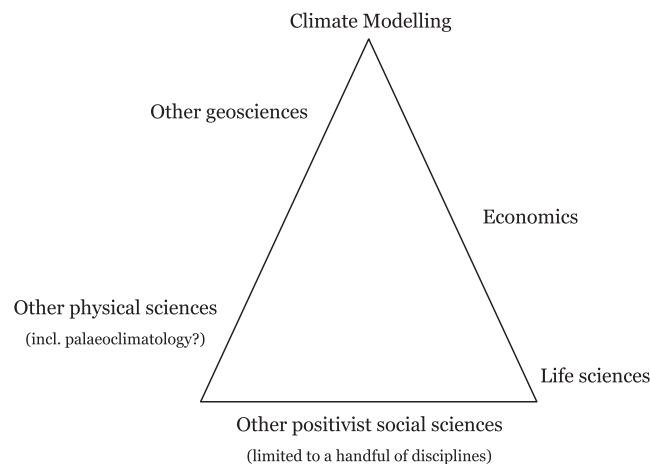 Climate Modelling
Other geosciences
Economics
Other physical sciences
(incl. palaeoclimatology?)
Life sciences
Other positivist social sciences
(limited to a handful of disciplines)